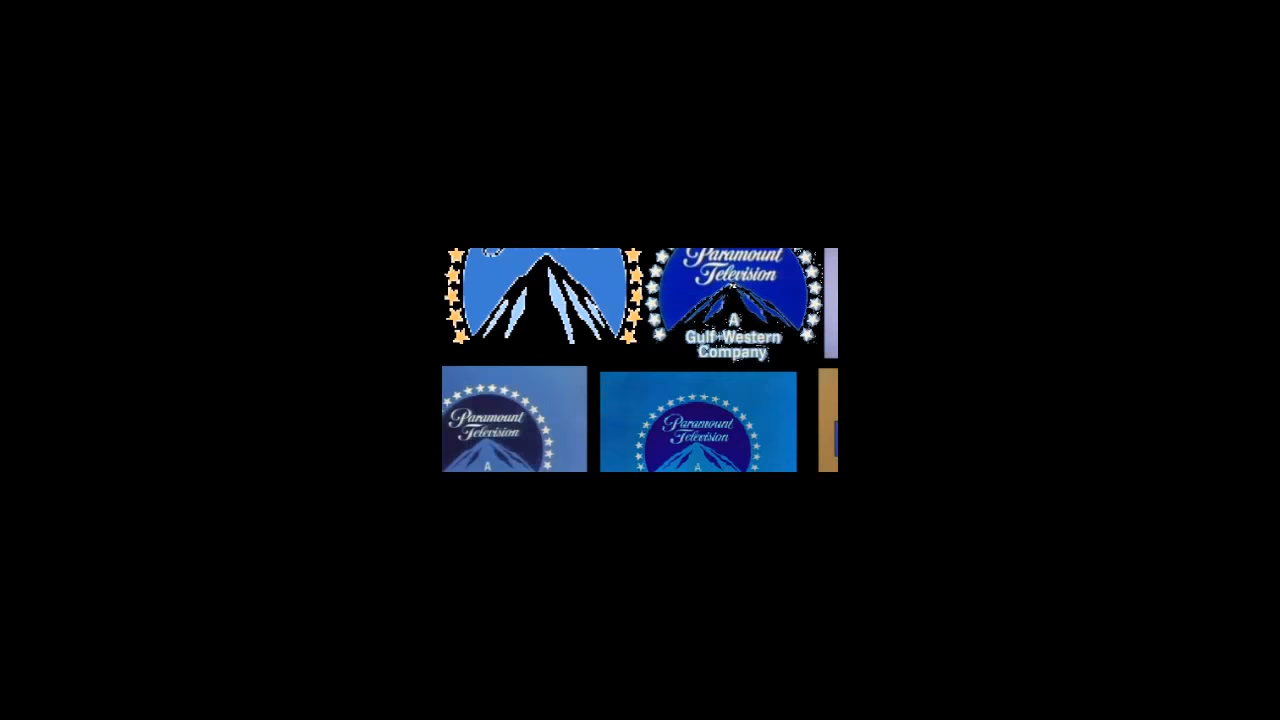 Paramount
Television
A
Gulf+Western
Company
Paramount
Television
A
Paramount
Television
A